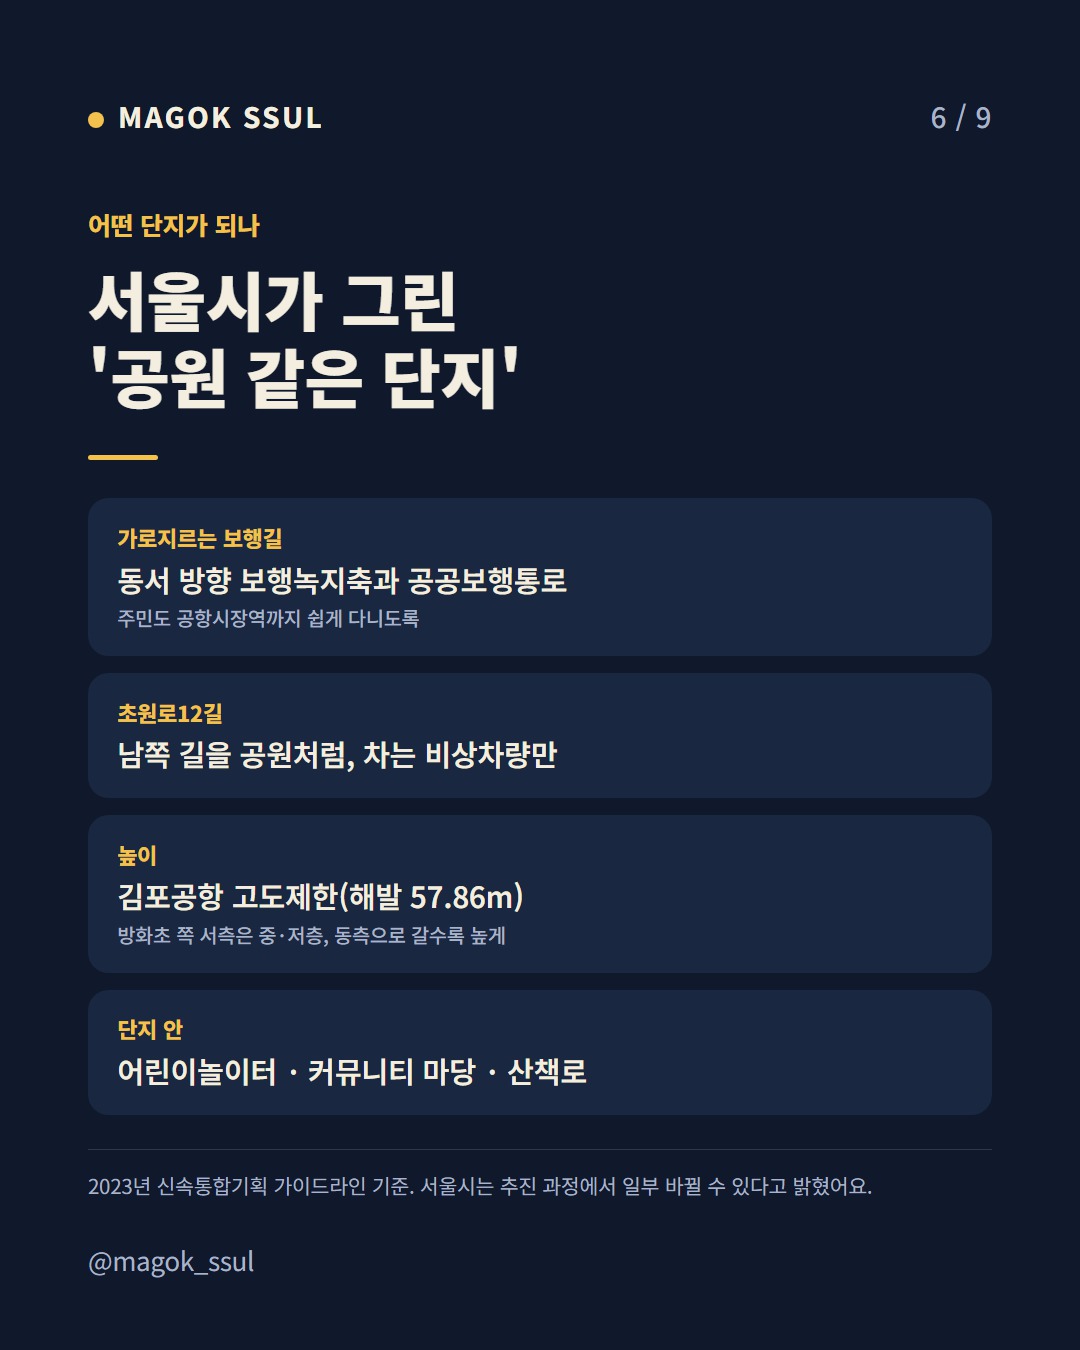 MAGOK SSUL
6 / 9
어떤 단지가 되나
서울시가 그린
'공원 같은 단지'
가로지르는 보행길
동서 방향 보행녹지축과 공공보행통로
주민도 공항시장역까지 쉽게 다니도록
초원로12길
남쪽 길을 공원처럼, 차는 비상차량만
높이
김포공항 고도제한(해발 57.86m)
방화초 쪽 서측은 중·저층, 동측으로 갈수록 높게
단지 안
어린이놀이터 · 커뮤니티 마당 · 산책로
2023년 신속통합기획 가이드라인 기준. 서울시는 추진 과정에서 일부 바뀔 수 있다고 밝혔어요.
@magok_ssul